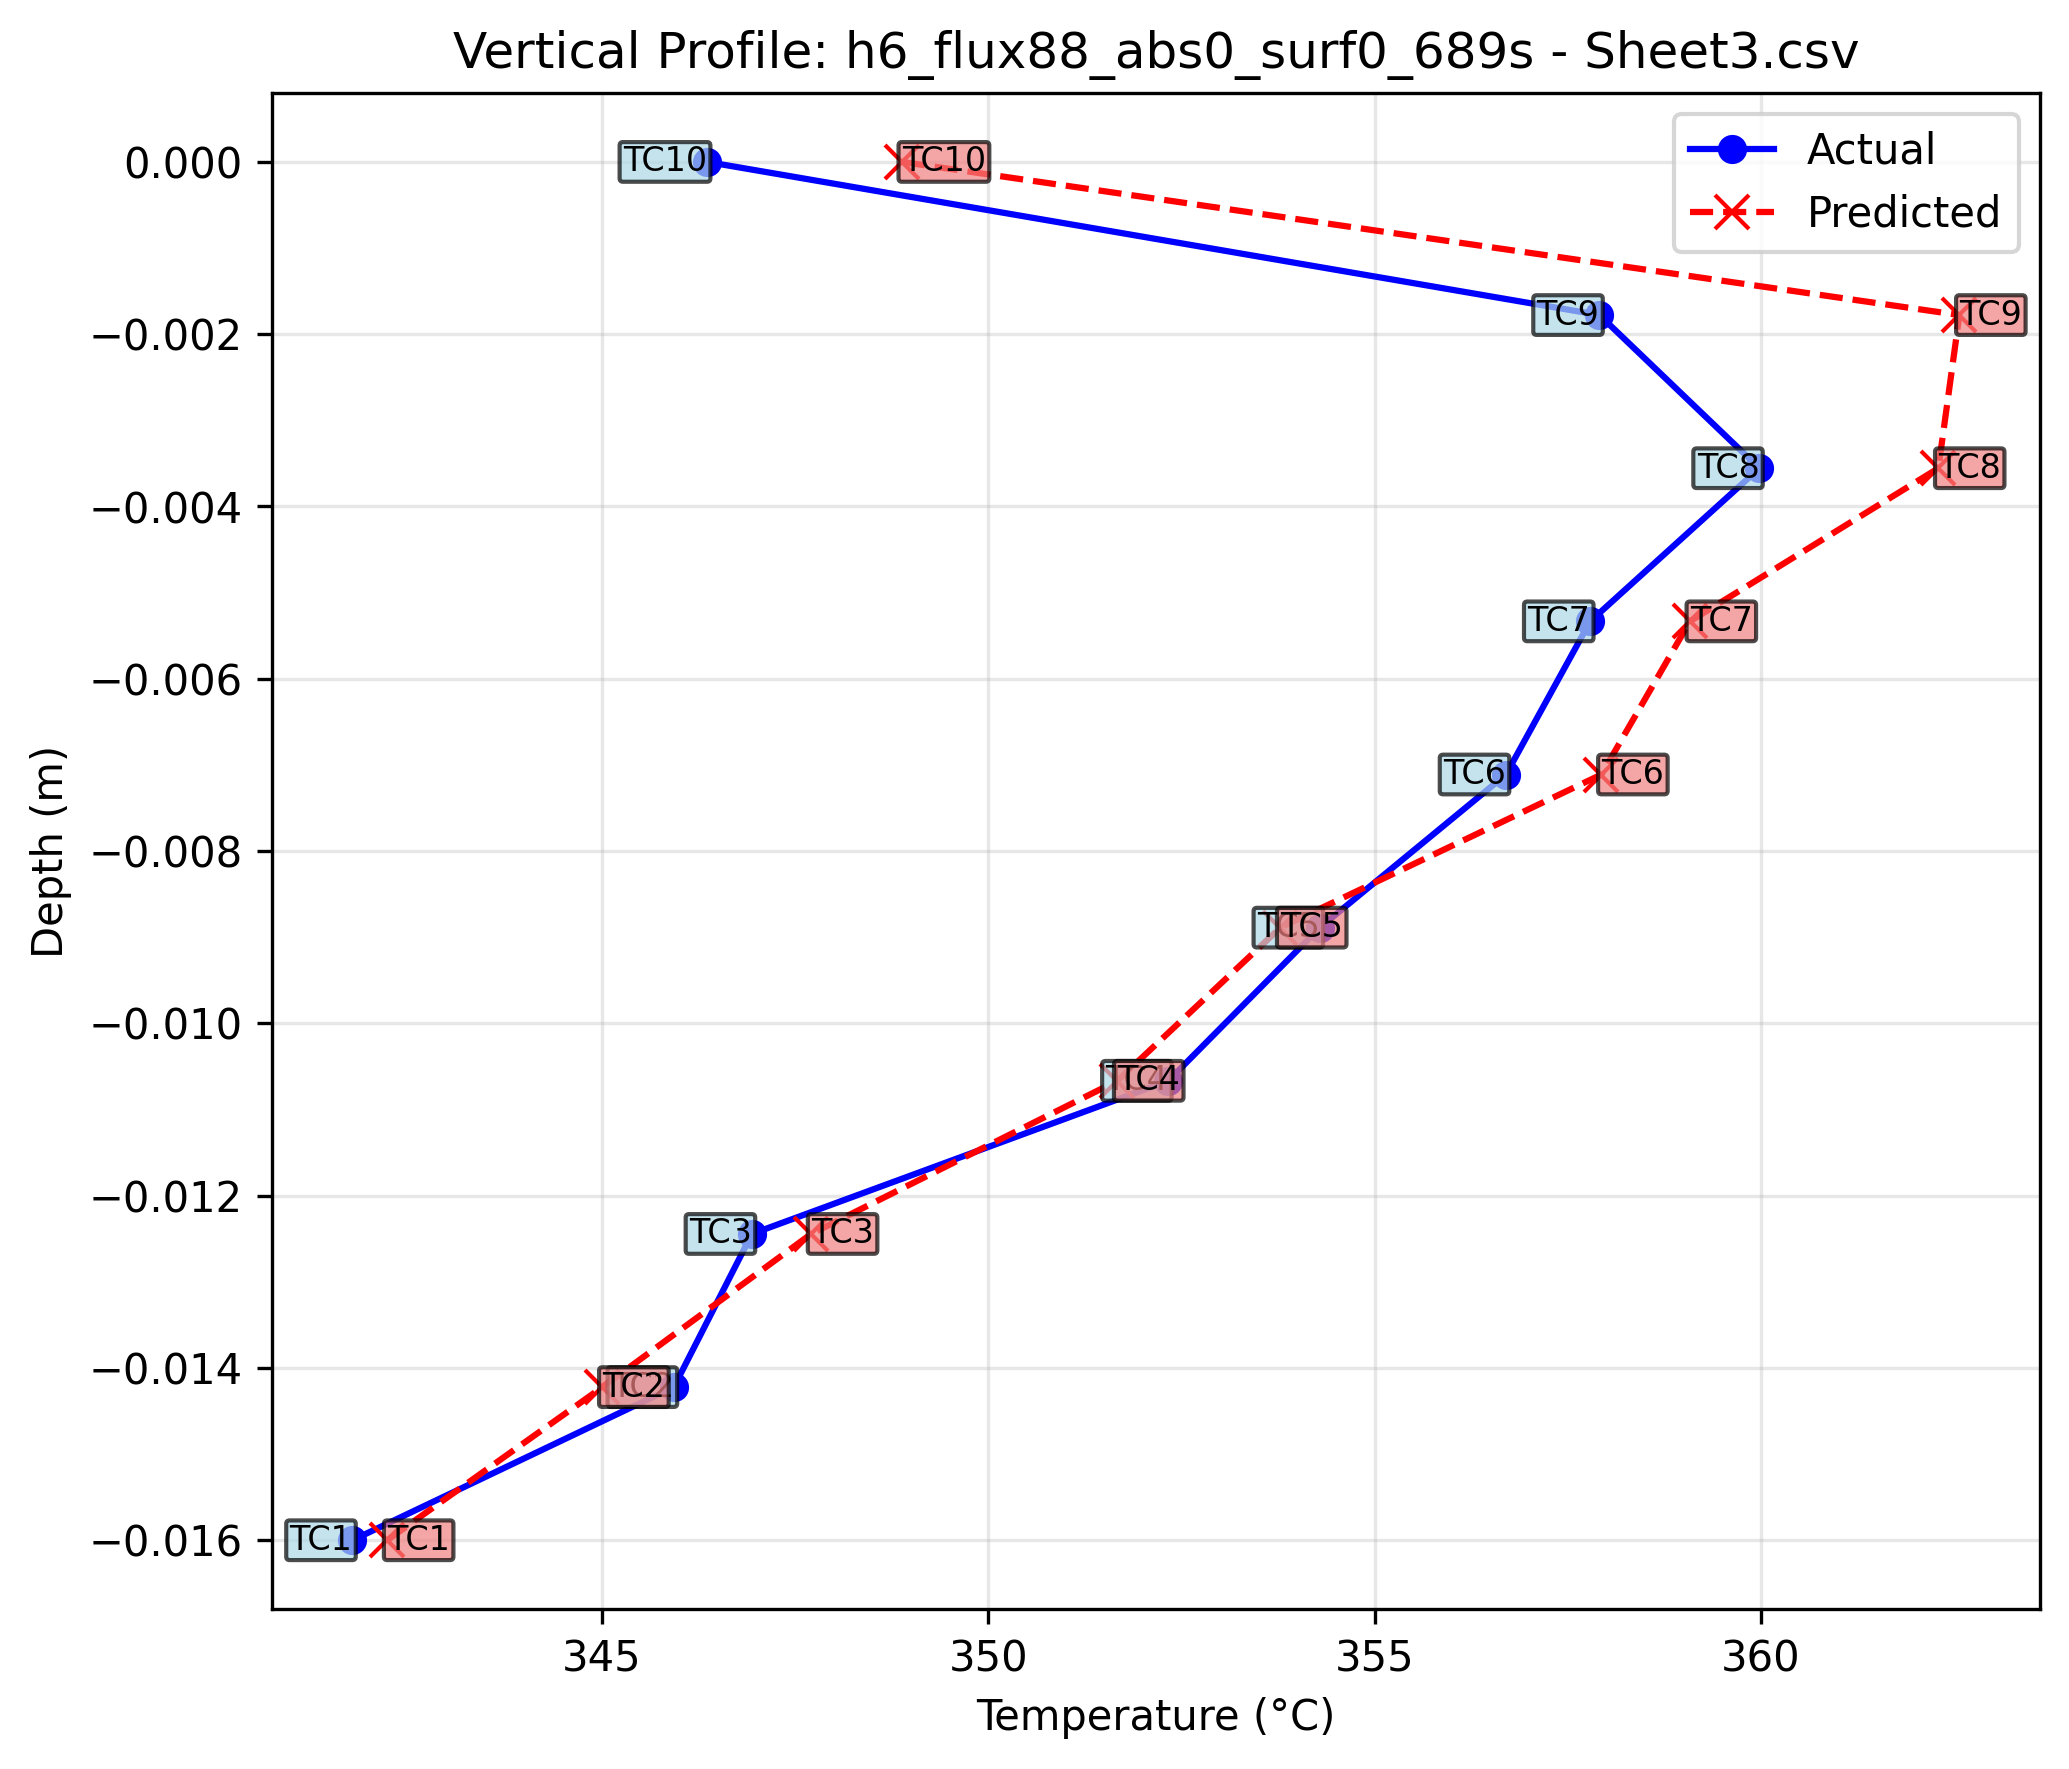 Vertical Profile: h6_flux88_abs0_surf0_689s - Sheet3.csv
Actual
Predicted
0.000
−0.002
−0.004
−0.006
−0.008
−0.010
−0.012
−0.014
−0.016
Depth (m)
TC10 TC10
TC9 TC9
TC8 TC8
TC7 TC7
TC6 TC6
TC5
TC4
TC3 TC3
TC2
TC1 TC1
345 350 355 360
Temperature (°C)